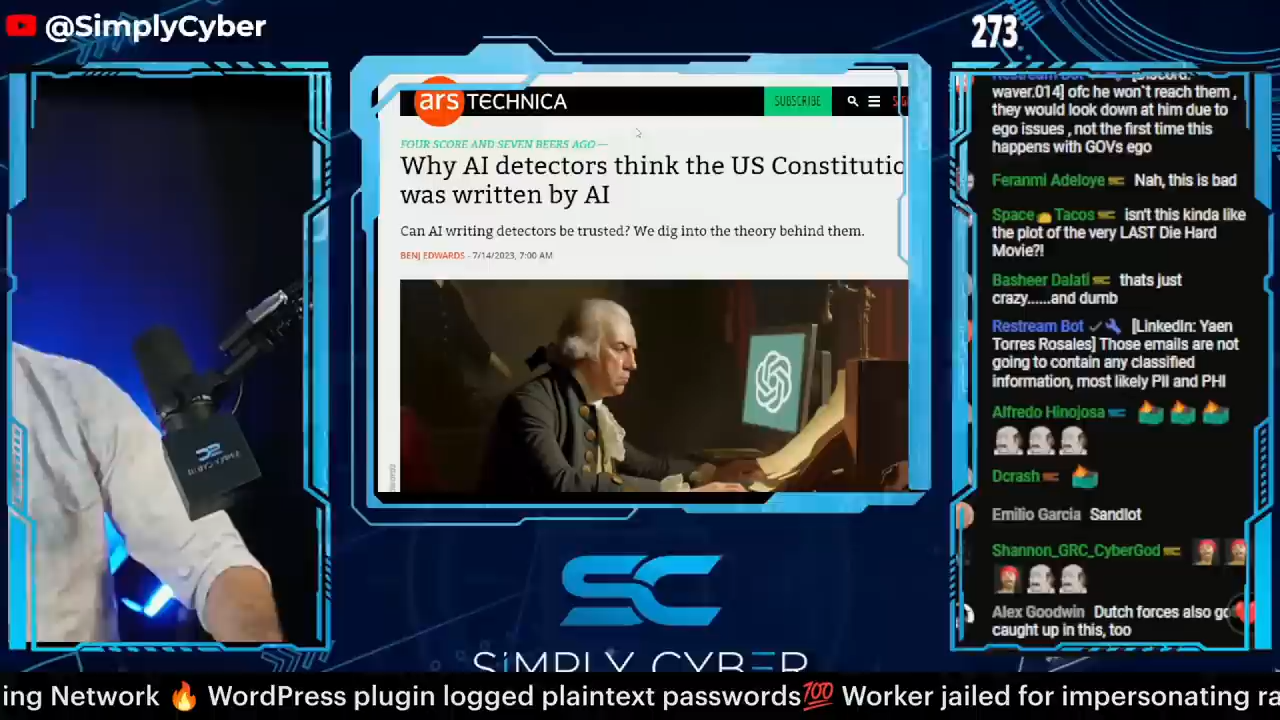 @SimplyCyber
273
ars TECHNICA
SUBSCRIBE
FOUR SCORE AND SEVEN BEERS AGO —
Why AI detectors think the US Constitutio
was written by AI
Can AI writing detectors be trusted? We dig into the theory behind them.
BENJ EDWARDS - 7/14/2023, 7:00 AM
Restream Bot [Discord:
waver.014] ofc he won't reach them ,
they would look down at him due to
ego issues , not the first time this
happens with GOVs ego
Feranmi Adeloye Nah, this is bad
Space Tacos isn't this kinda like
the plot of the very LAST Die Hard
Movie?!
Basheer Dalati thats just
crazy......and dumb
Restream Bot [LinkedIn: Yaen
Torres Rosales] Those emails are not
going to contain any classified
information, most likely PII and PHI
Alfredo Hinojosa
Dcrash
Emilio Garcia Sandlot
Shannon_GRC_CyberGod
Alex Goodwin Dutch forces also go
caught up in this, too
SC
SIMPLY CYBER
ing Network 🔥 WordPress plugin logged plaintext passwords💯 Worker jailed for impersonating ra